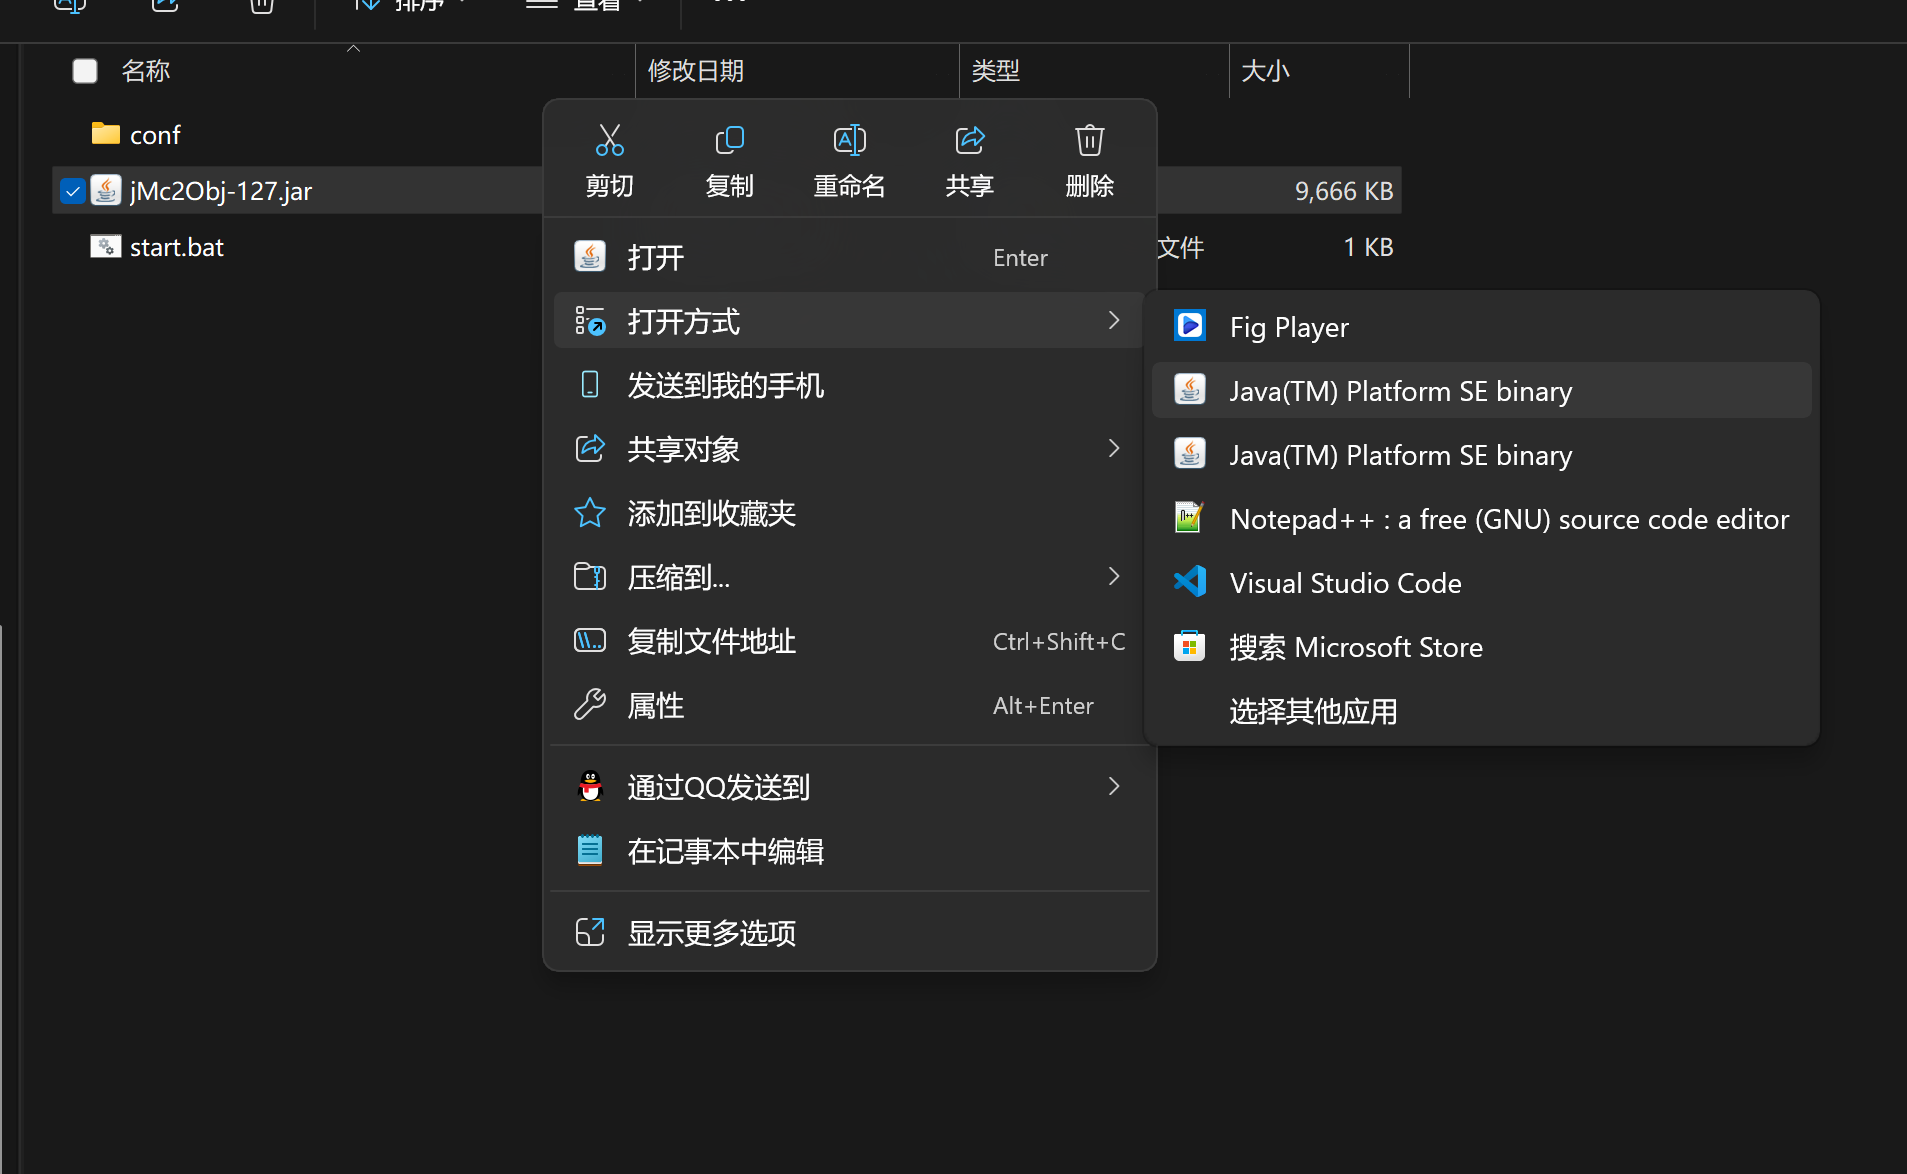 排序
查看
名称
修改日期
类型
大小
conf
jMc2Obj-127.jar
9,666 KB
start.bat
文件
1 KB
剪切
复制
重命名
共享
删除
打开
Enter
打开方式
发送到我的手机
共享对象
添加到收藏夹
压缩到...
复制文件地址
Ctrl+Shift+C
属性
Alt+Enter
通过QQ发送到
在记事本中编辑
显示更多选项
Fig Player
Java(TM) Platform SE binary
Java(TM) Platform SE binary
Notepad++ : a free (GNU) source code editor
Visual Studio Code
搜索 Microsoft Store
选择其他应用